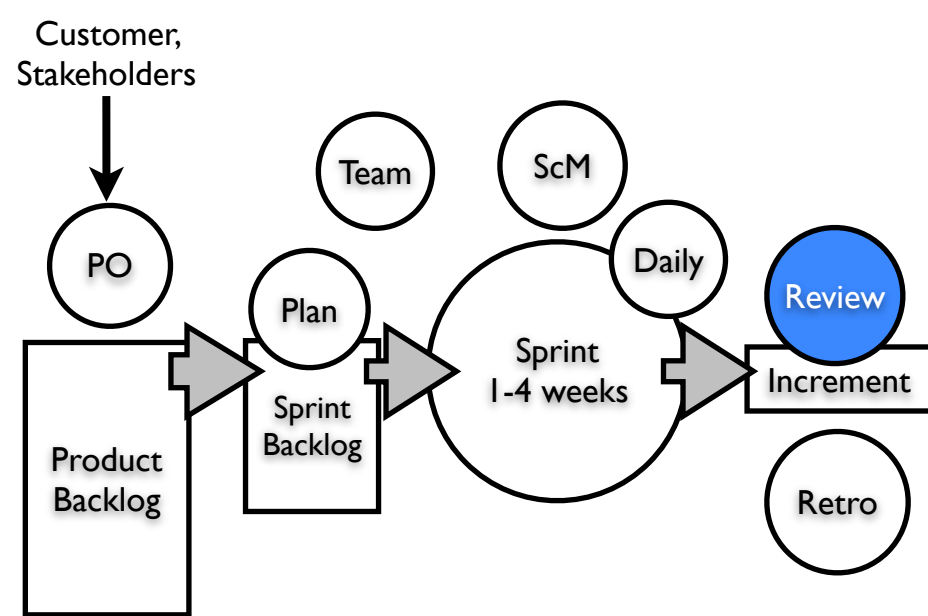 Customer,
Stakeholders
Team
ScM
PO
Daily
Plan
Review
Sprint
1-4 weeks
Increment
Sprint
Backlog
Product
Backlog
Retro